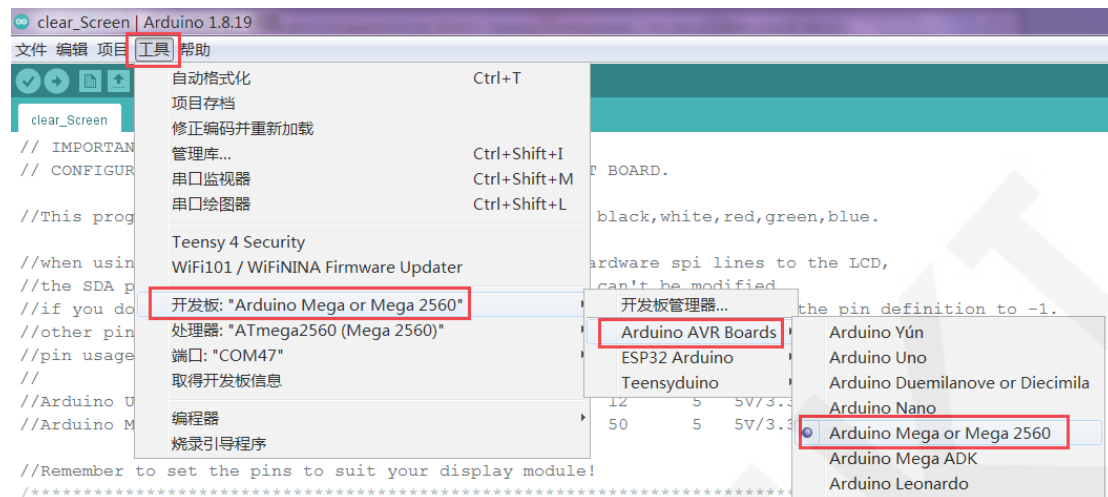 clear_Screen | Arduino 1.8.19
文件 编辑 项目 工具 帮助
自动格式化 Ctrl+T
项目存档
clear_Screen
修正编码并重新加载
// IMPORTAN
管理库... Ctrl+Shift+I
// CONFIGUR T BOARD.
串口监视器 Ctrl+Shift+M
串口绘图器 Ctrl+Shift+L
//This prog black,white,red,green,blue.
Teensy 4 Security
//when usin ardware spi lines to the LCD,
WiFi101 / WiFiNINA Firmware Updater
//the SDA p can't be modified
//if you do the pin definition to -1.
开发板: "Arduino Mega or Mega 2560"
开发板管理器...
//other pin
处理器: "ATmega2560 (Mega 2560)"
Arduino AVR Boards
Arduino Yún
//pin usage
端口: "COM47"
ESP32 Arduino
Arduino Uno
//
取得开发板信息
Teensyduino
Arduino Duemilanove or Diecimila
//Arduino U 12 5 5V/3.3
Arduino Nano
编程器
//Arduino M 50 5 5V/3.3
Arduino Mega or Mega 2560
烧录引导程序
Arduino Mega ADK
//Remember to set the pins to suit your display module!
Arduino Leonardo